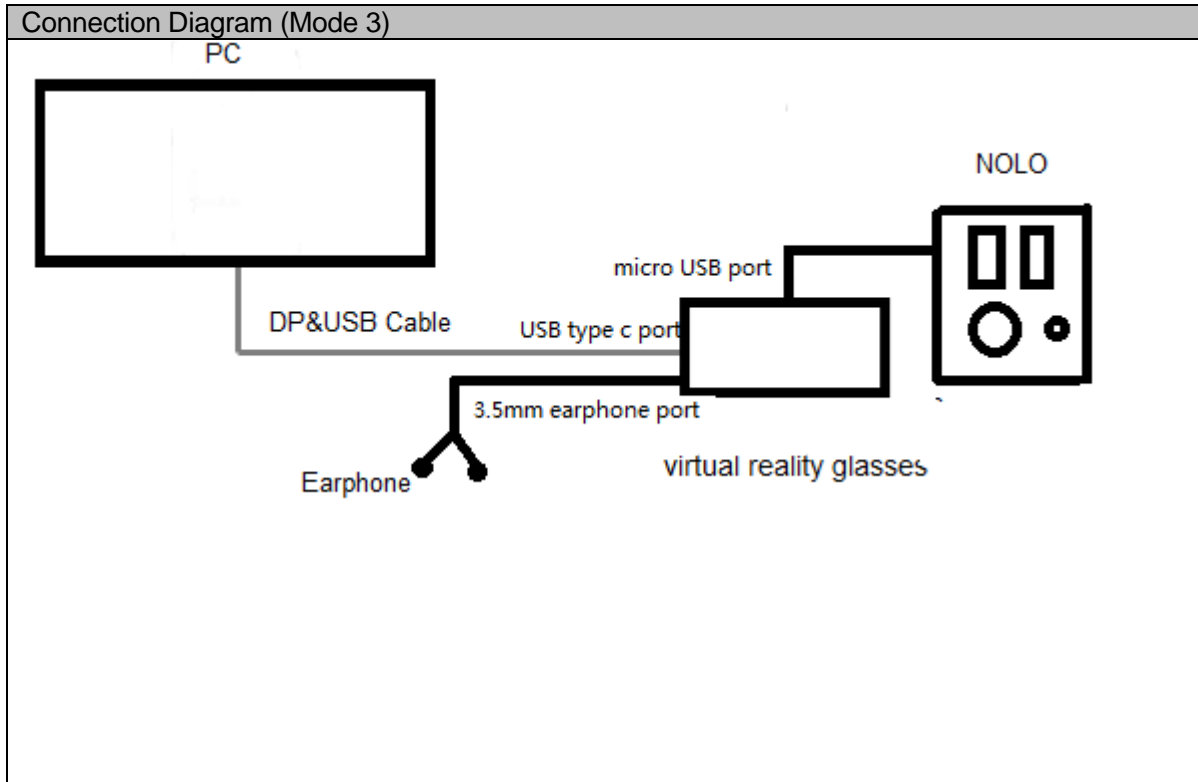 Connection Diagram (Mode 3)
PC
NOLO
micro USB port
DP&USB Cable
USB type c port
3.5mm earphone port
Earphone
virtual reality glasses